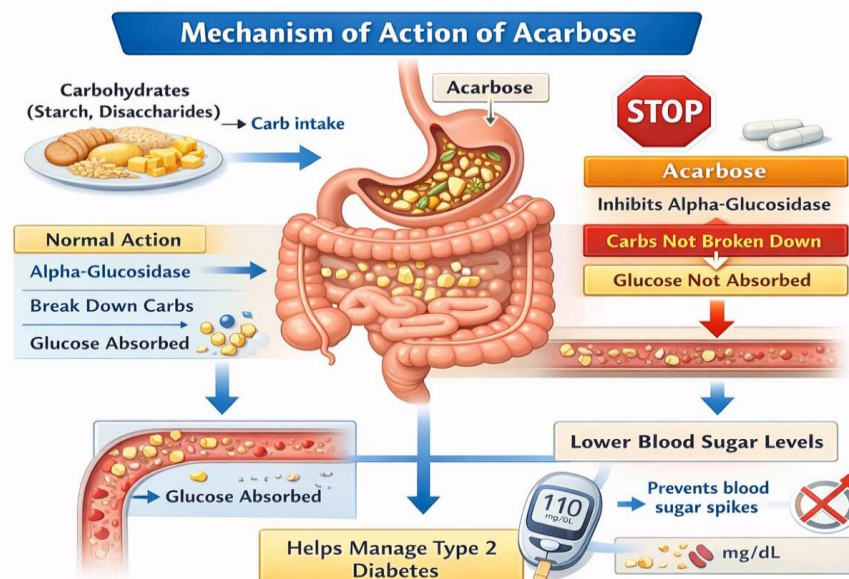 Mechanism of Action of Acarbose
Carbohydrates
(Starch, Disaccharides)
Carb intake
Acarbose
STOP
Acarbose
Inhibits Alpha-Glucosidase
Carbs Not Broken Down
Glucose Not Absorbed
Normal Action
Alpha-Glucosidase
Break Down Carbs
Glucose Absorbed
Glucose Absorbed
Lower Blood Sugar Levels
110
mg/DL
Prevents blood
sugar spikes
mg/dL
Helps Manage Type 2
Diabetes